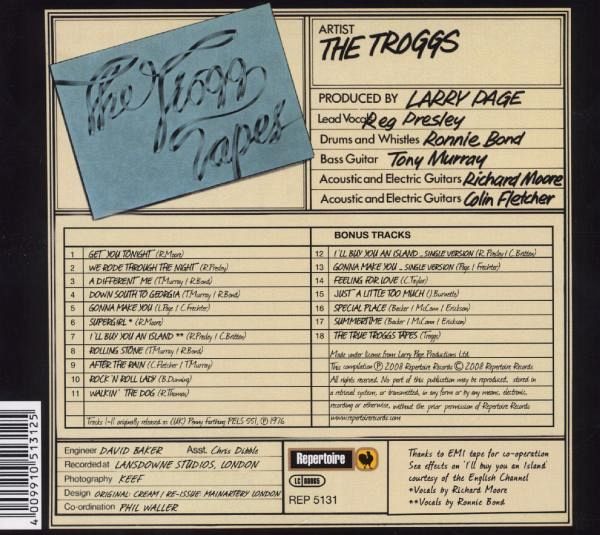 The Trogg
Tapes
ARTIST
THE TROGGS
PRODUCED BY LARRY PAGE
Lead Vocal Reg Presley
Drums and Whistles Ronnie Bond
Bass Guitar Tony Murray
Acoustic and Electric Guitars Richard Moore
Acoustic and Electric Guitars Colin Fletcher
1 GET YOU TONIGHT (R.Moore)
2 WE RODE THROUGH THE NIGHT (R.Presley)
3 A DIFFERENT ME (T.Murray / R.Bond)
4 DOWN SOUTH TO GEORGIA (T.Murray / R.Bond)
5 GONNA MAKE YOU (L.Page / C.Frechter)
6 SUPERGIRL * (R.Moore)
7 I'LL BUY YOU AN ISLAND ** (R.Presley / C.Britton)
8 ROLLING STONE (T.Murray / R.Bond)
9 AFTER THE RAIN (C.Fletcher / T.Murray)
10 ROCK 'N ROLL LADY (B.Dunning)
11 WALKIN' THE DOG (R.Thomas)
Tracks 1-11 originally released as (UK) Penny Farthing PELS 551, Ⓟ 1976
BONUS TRACKS
12 I'LL BUY YOU AN ISLAND _ SINGLE VERSION (R.Presley / C.Britton)
13 GONNA MAKE YOU _ SINGLE VERSION (Page / Frechter)
14 FEELING FOR LOVE (C.Taylor)
15 JUST A LITTLE TOO MUCH (J.Burnette)
16 SPECIAL PLACE (Becker / McCann / Erickson)
17 SUMMERTIME (Becker / McCann / Erickson)
18 THE TRUE TROGGS TAPES (Troggs)
Made under license from Larry Page Productions Ltd.
This compilation Ⓟ 2008 Repertoire Records © 2008 Repertoire Records
All rights reserved. No part of this publication may be reproduced, stored in
a retrieval system, or transmitted, in any form or by any means, electronic,
recording or otherwise, without the prior permission of Repertoire Records
www.repertoirerecords.com
Engineer DAVID BAKER Asst. Chris Dibble
Recorded at LANSDOWNE STUDIOS, LONDON
Photography KEEF
Design ORIGINAL: CREAM / RE-ISSUE: MAINARTERY LONDON
Co-ordination PHIL WALLER
Repertoire
LC 00865
REP 5131
Thanks to EMI tape for co-operation
See effects on 'I'll buy you an Island'
courtesy of the English Channel
*Vocals by Richard Moore
**Vocals by Ronnie Bond
4 009910 513125